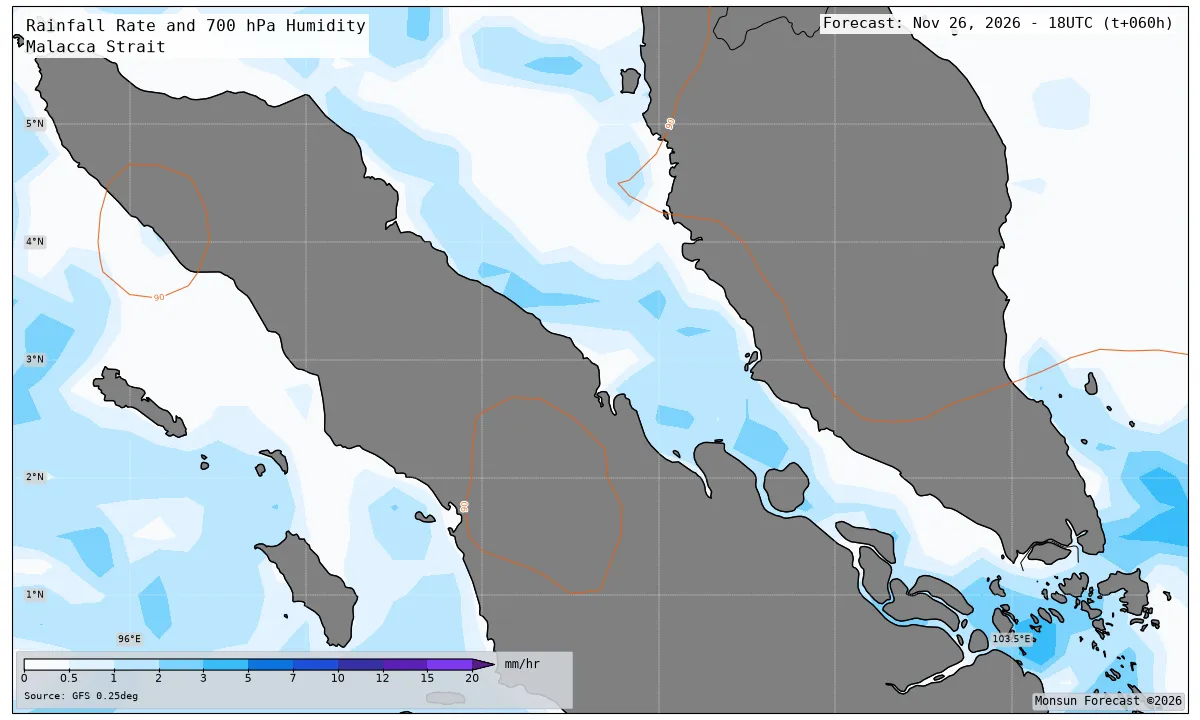 Rainfall Rate and 700 hPa Humidity
Malacca Strait
Forecast: Nov 26, 2026 - 18UTC (t+060h)
5°N
4°N
3°N
2°N
1°N
90
90
90
96°E
103.5°E
0 0.5 1 2 3 5 7 10 12 15 20 mm/hr
Source: GFS 0.25deg
Monsun Forecast ©2026